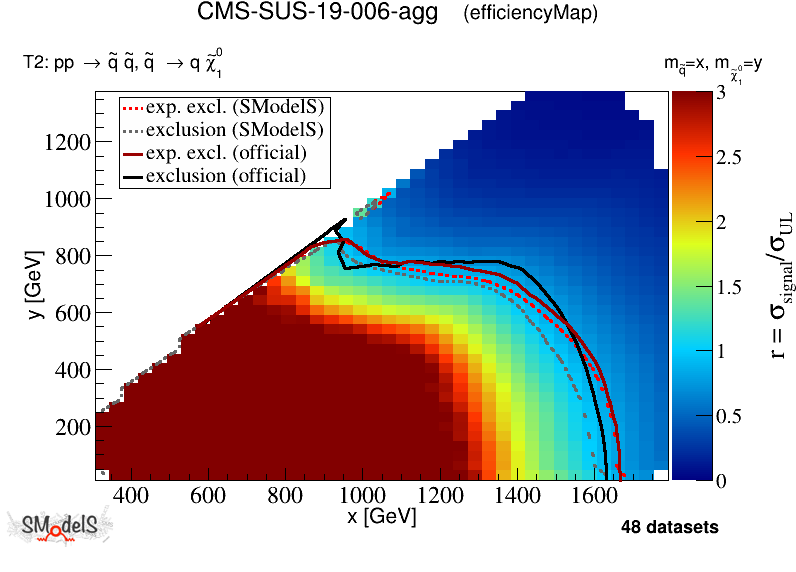 CMS-SUS-19-006-agg (efficiencyMap)
T2: pp → q̃ q̃, q̃ → q χ̃₁⁰
m_q̃=x, m_χ̃₁⁰=y
exp. excl. (SModelS)
exclusion (SModelS)
exp. excl. (official)
exclusion (official)
1200
1000
800
600
400
200
y [GeV]
400 600 800 1000 1200 1400 1600
x [GeV]
3
2.5
2
1.5
1
0.5
0
r = σ_signal/σ_UL
SModelS
48 datasets